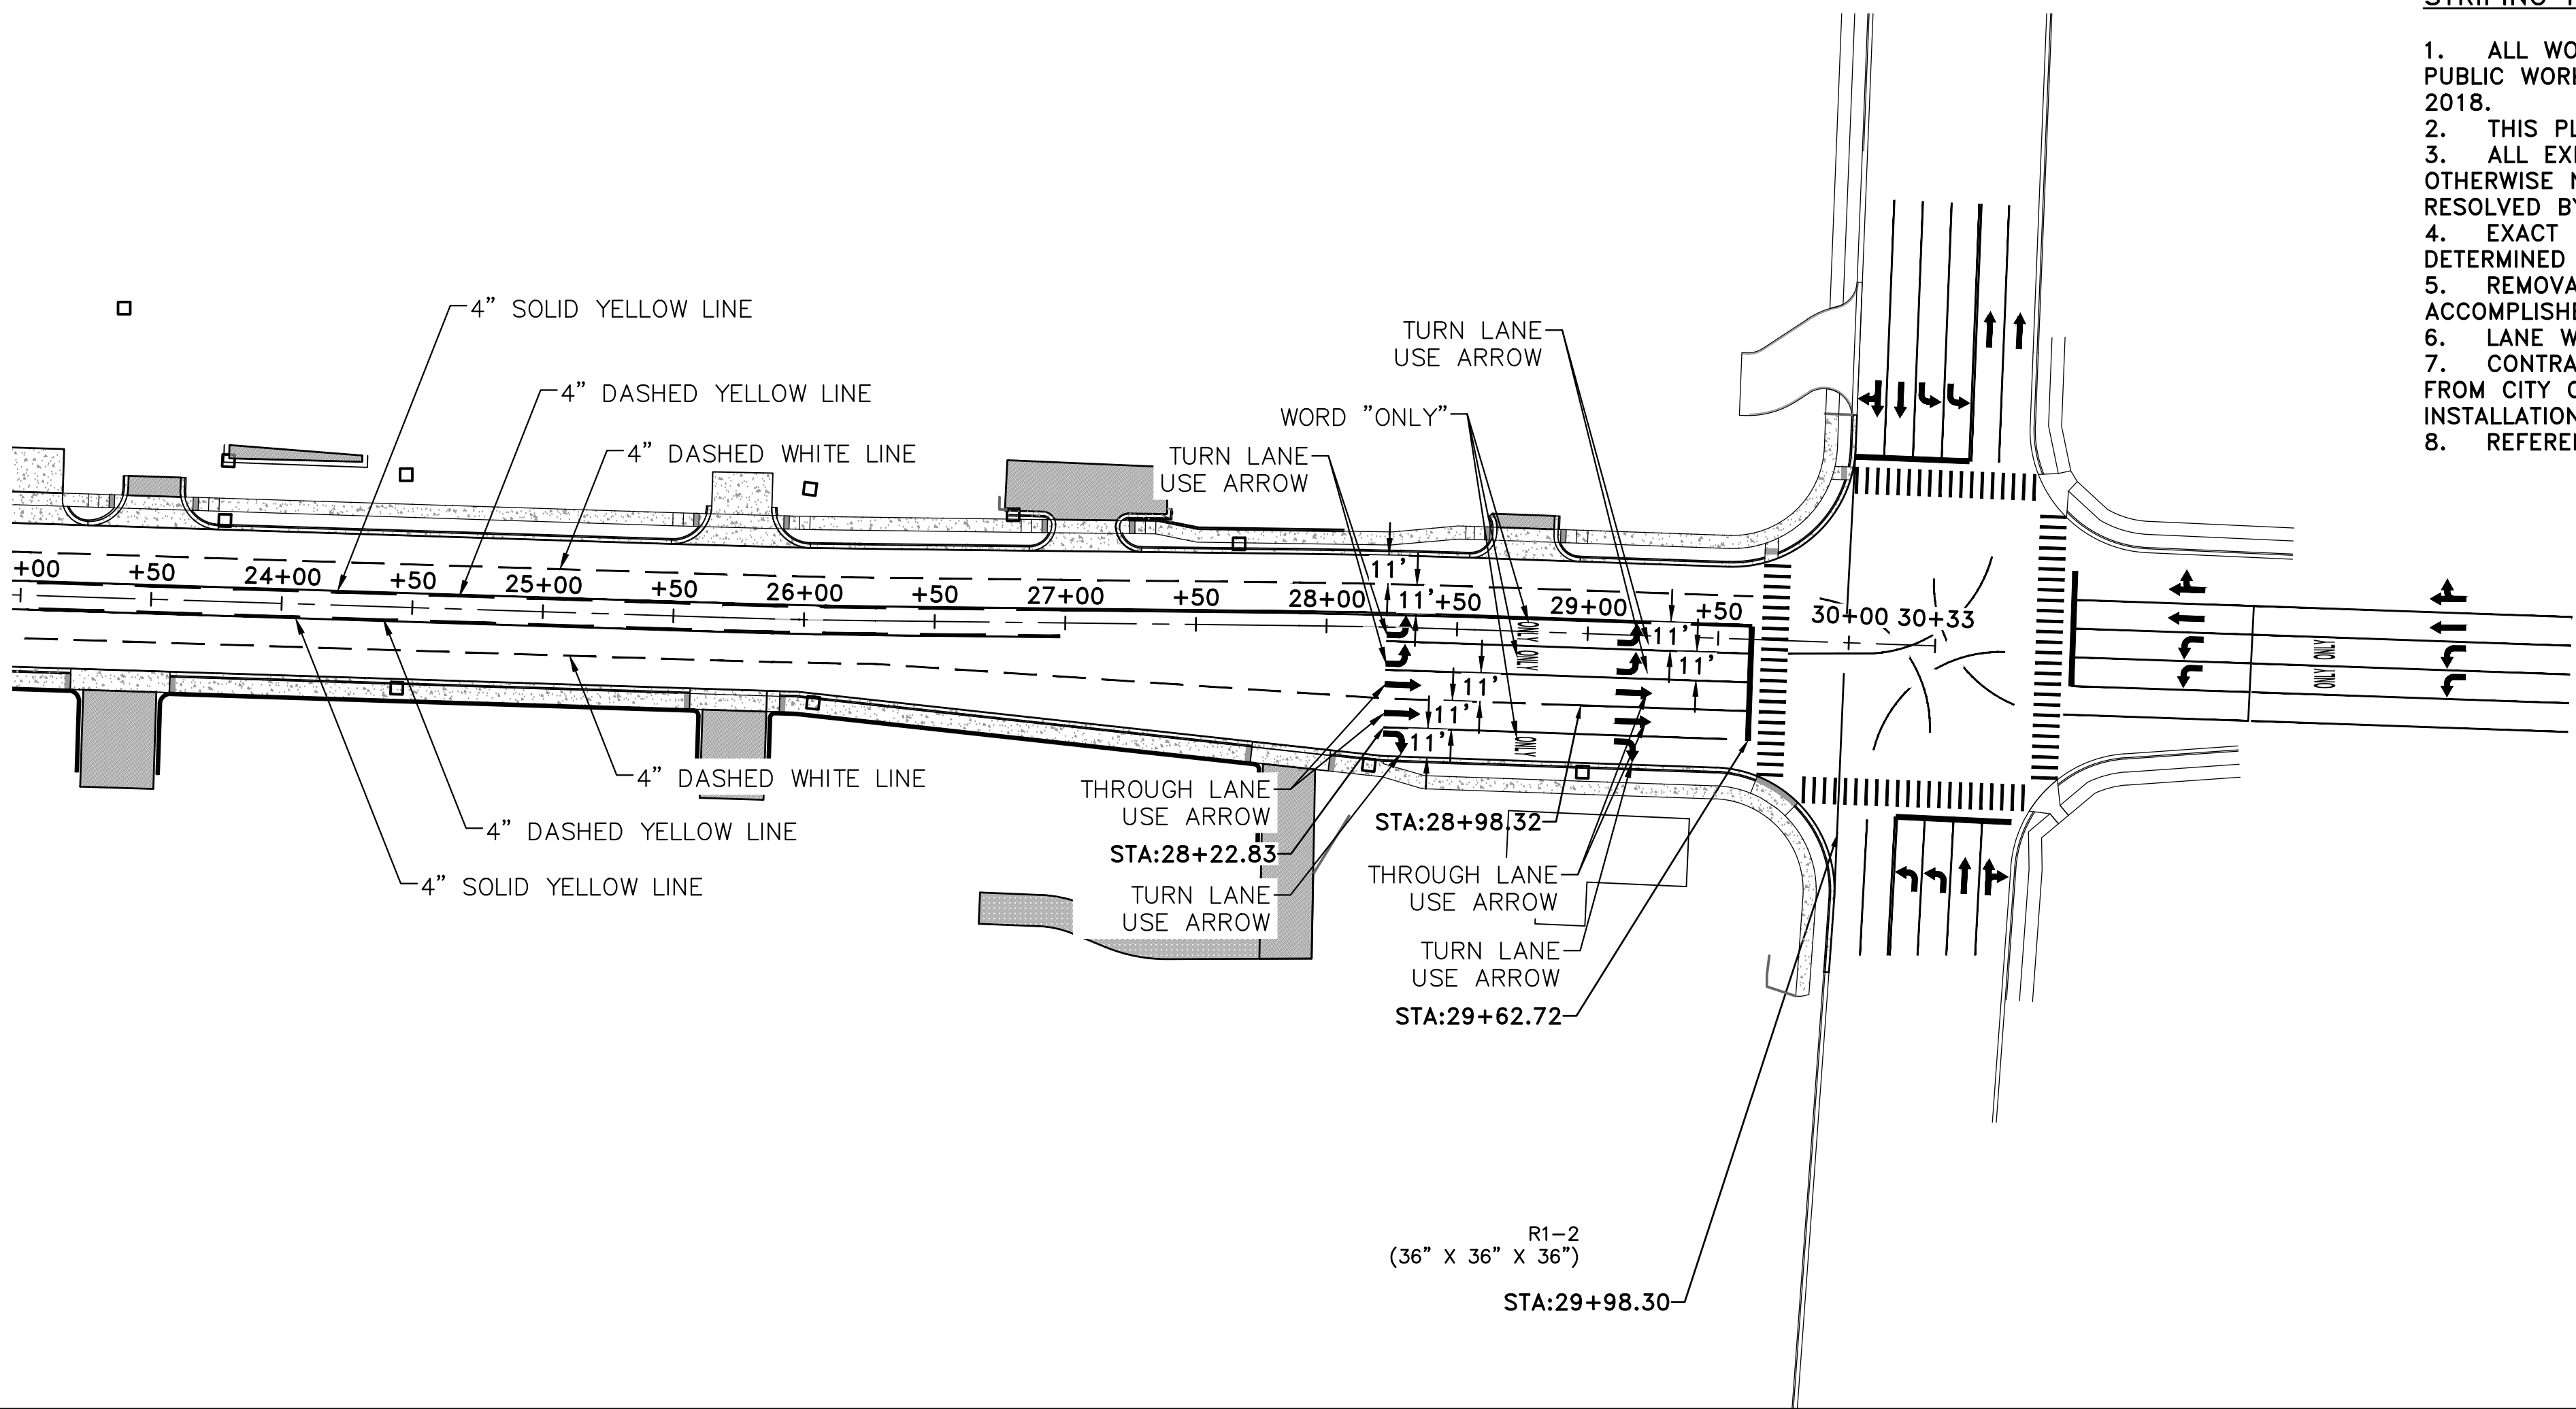 1. ALL WO
PUBLIC WOR
2018.
2. THIS PL
3. ALL EXI
OTHERWISE N
RESOLVED BY
4. EXACT
DETERMINED
5. REMOVA
ACCOMPLISHE
6. LANE W
7. CONTRA
FROM CITY O
INSTALLATION
8. REFERE
4” SOLID YELLOW LINE
4” DASHED YELLOW LINE
4” DASHED WHITE LINE
TURN LANE
USE ARROW
WORD ”ONLY”
TURN LANE
USE ARROW
+00 +50 24+00 +50 25+00 +50 26+00 +50 27+00 +50 28+00 +50 29+00 +50 30+00 30+33
11'
11'
11'
11'
11'
11'
11'
ONLY
ONLY
ONLY
ONLY ONLY
4” DASHED WHITE LINE
4” DASHED YELLOW LINE
4” SOLID YELLOW LINE
THROUGH LANE
USE ARROW
STA:28+22.83
TURN LANE
USE ARROW
STA:28+98.32
THROUGH LANE
USE ARROW
TURN LANE
USE ARROW
STA:29+62.72
R1-2
(36” X 36” X 36”)
STA:29+98.30